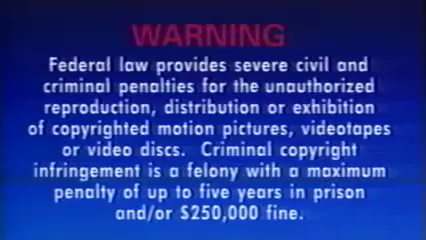 WARNING
Federal law provides severe civil and
criminal penalties for the unauthorized
reproduction, distribution or exhibition
of copyrighted motion pictures, videotapes
or video discs. Criminal copyright
infringement is a felony with a maximum
penalty of up to five years in prison
and/or $250,000 fine.